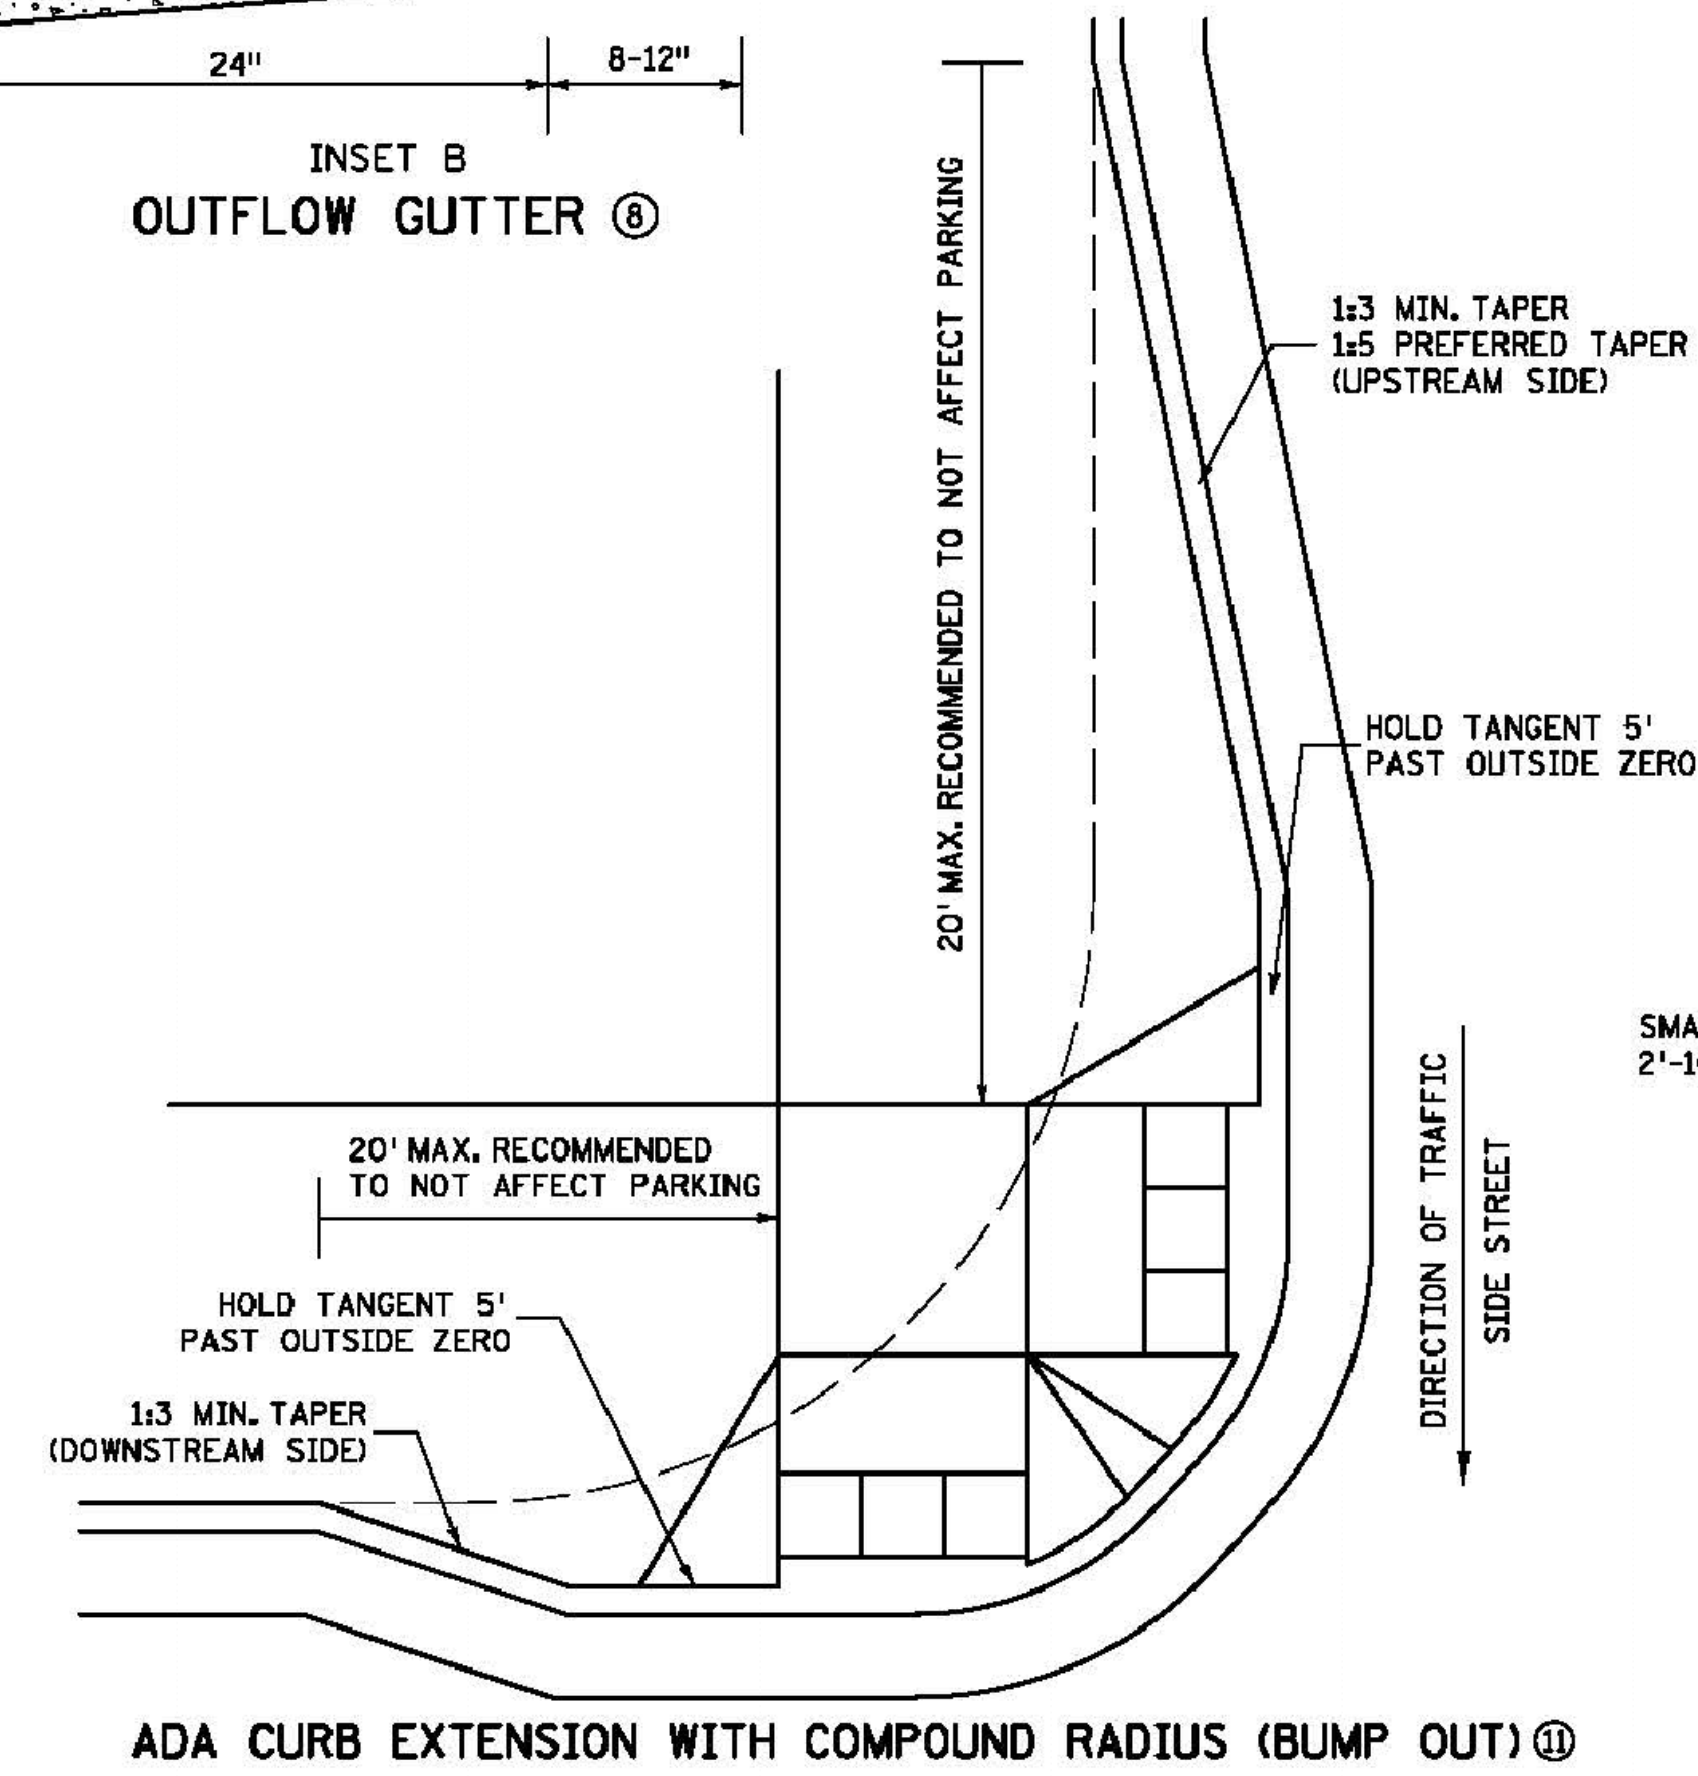 24"
8-12"
INSET B
OUTFLOW GUTTER ⑧
20' MAX. RECOMMENDED TO NOT AFFECT PARKING
1:3 MIN. TAPER
1:5 PREFERRED TAPER
(UPSTREAM SIDE)
HOLD TANGENT 5'
PAST OUTSIDE ZERO
SMA
2'-1
DIRECTION OF TRAFFIC
SIDE STREET
20' MAX. RECOMMENDED
TO NOT AFFECT PARKING
HOLD TANGENT 5'
PAST OUTSIDE ZERO
1:3 MIN. TAPER
(DOWNSTREAM SIDE)
ADA CURB EXTENSION WITH COMPOUND RADIUS (BUMP OUT) ⑪